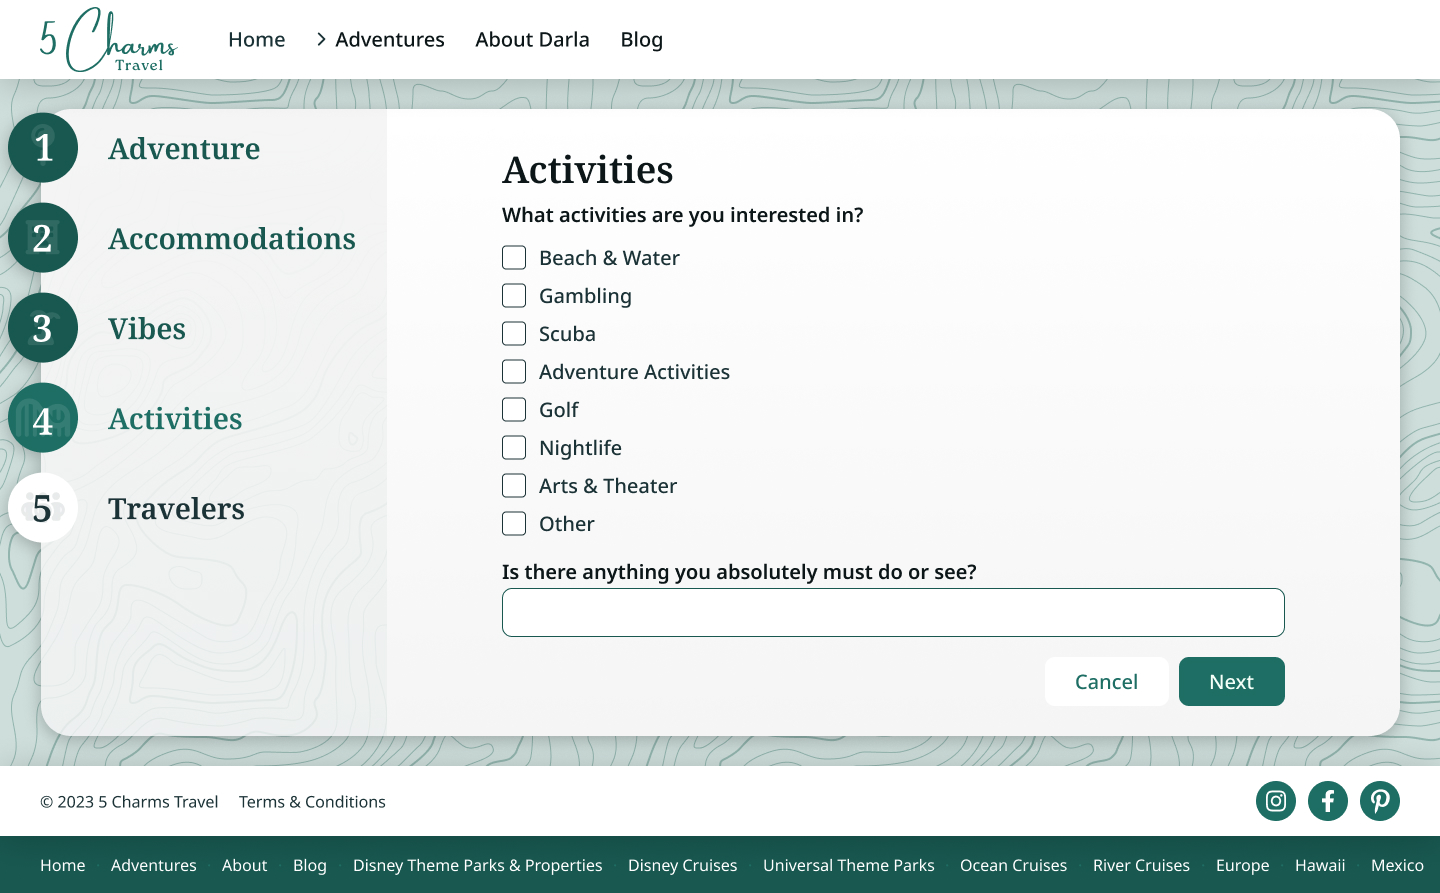 5 Charms
Travel
Home
Adventures
About Darla
Blog
1 Adventure
2 Accommodations
3 Vibes
4 Activities
5 Travelers
Activities
What activities are you interested in?
Beach & Water
Gambling
Scuba
Adventure Activities
Golf
Nightlife
Arts & Theater
Other
Is there anything you absolutely must do or see?
Cancel
Next
© 2023 5 Charms Travel
Terms & Conditions
Home · Adventures · About · Blog · Disney Theme Parks & Properties · Disney Cruises · Universal Theme Parks · Ocean Cruises · River Cruises · Europe · Hawaii · Mexico